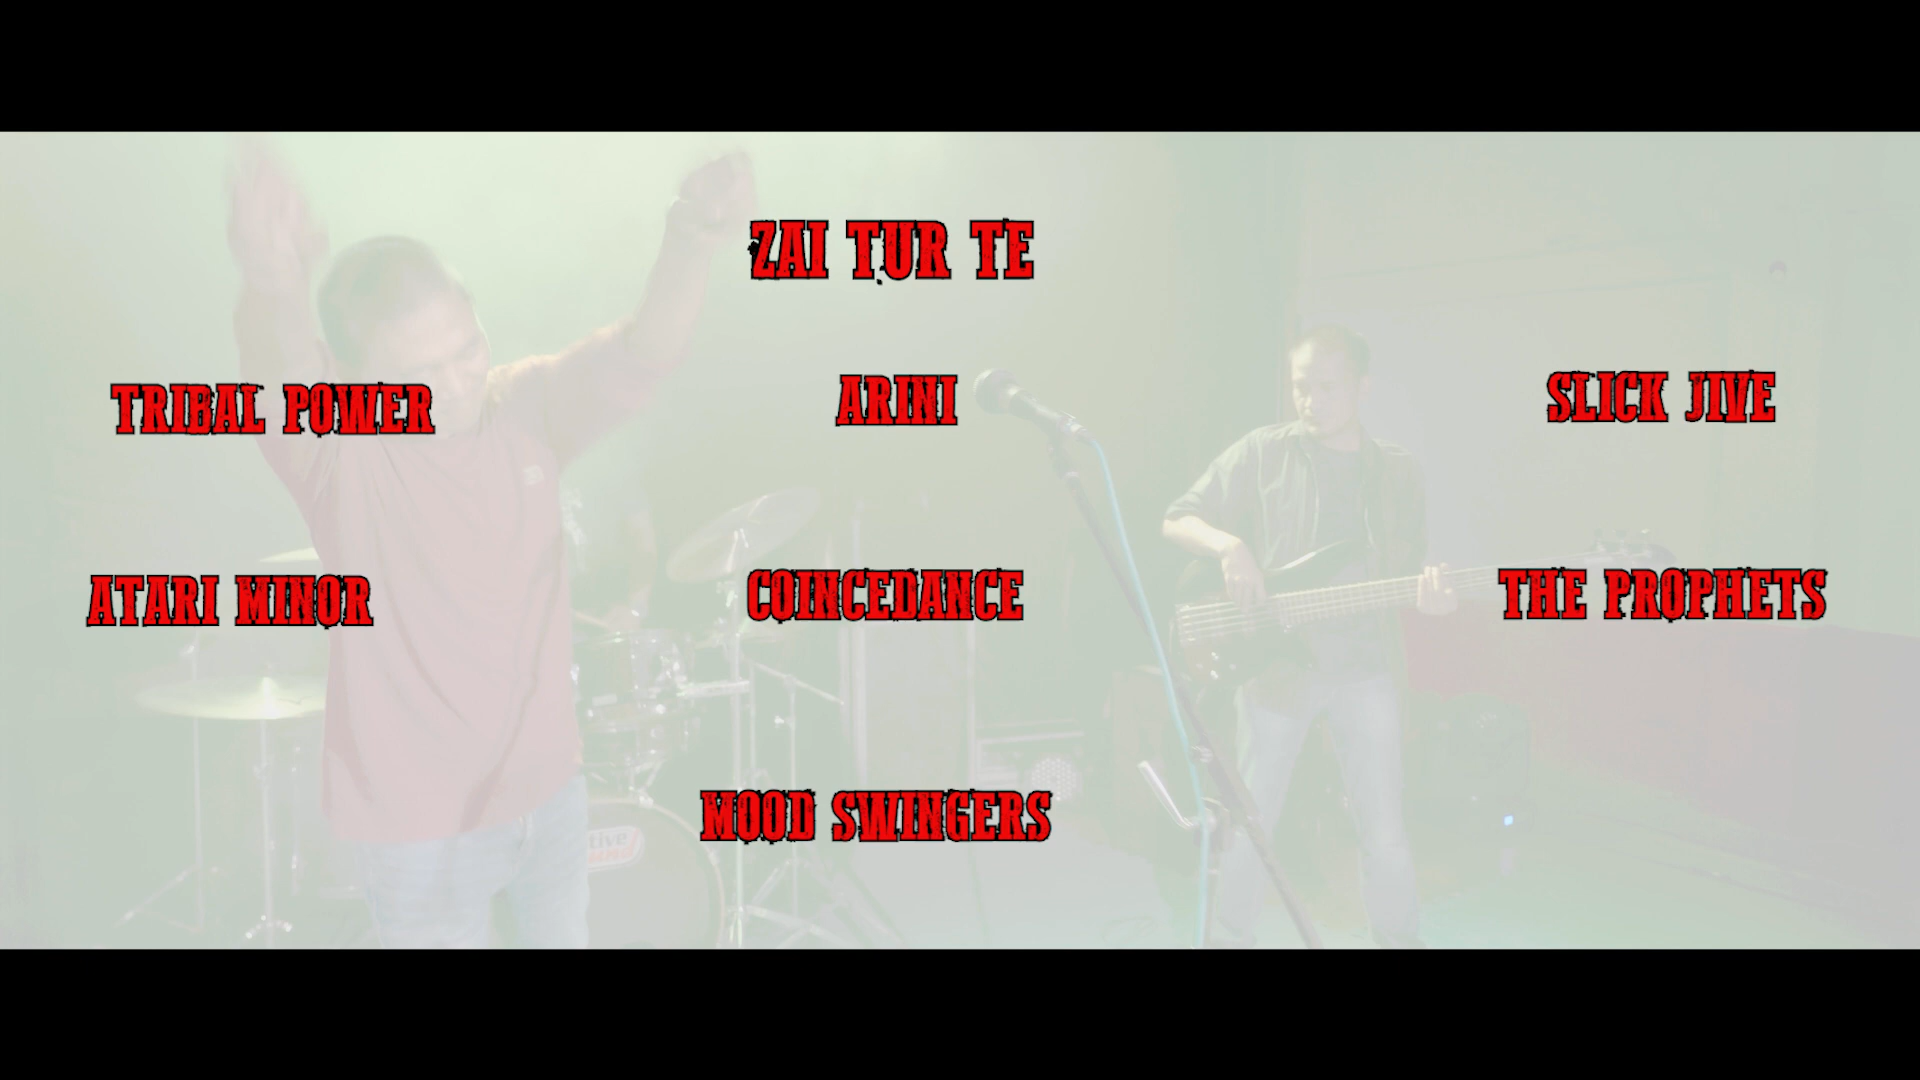 ZAI TUR TE
TRIBAL POWER
ARINI
SLICK JIVE
ATARI MINOR
COINCEDANCE
THE PROPHETS
MOOD SWINGERS